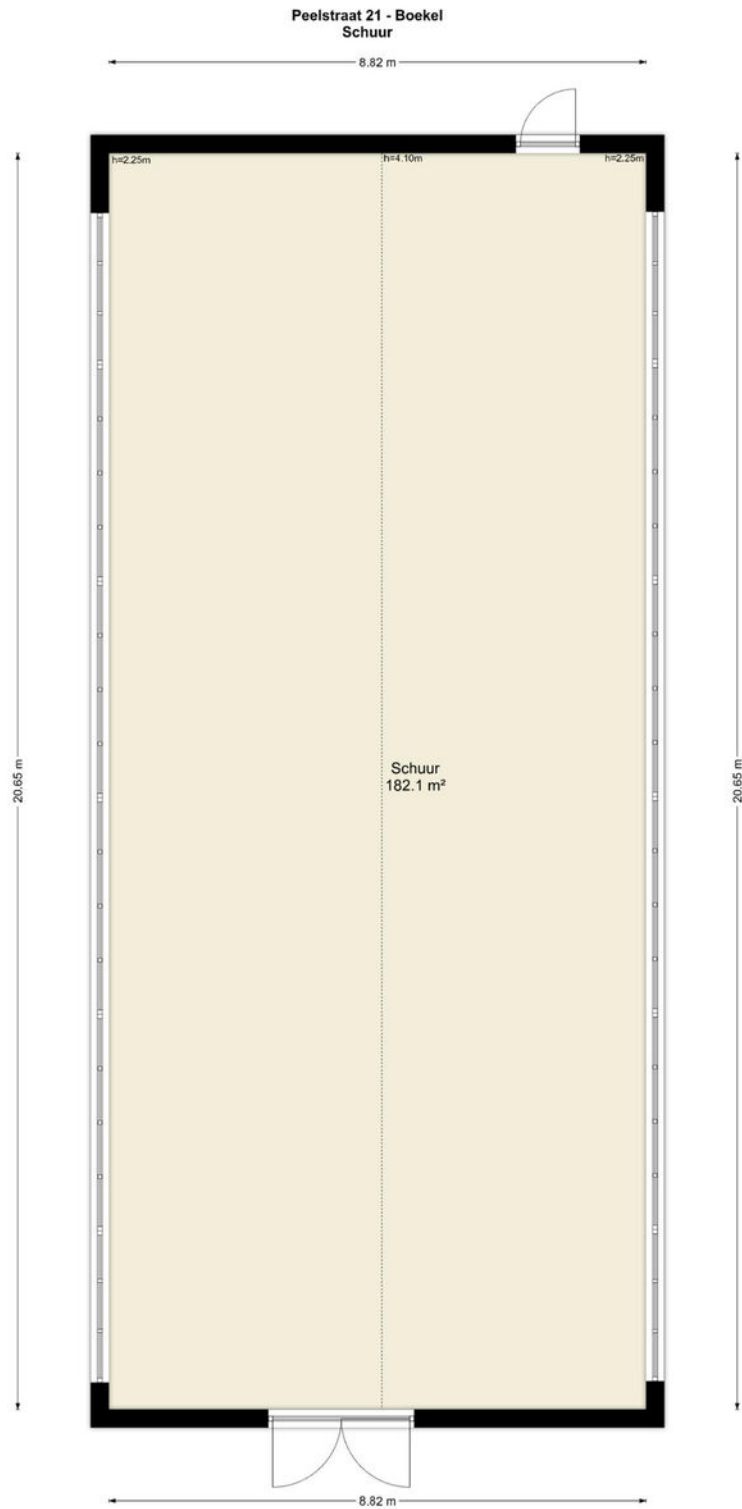 Peelstraat 21 - Boekel
Schuur
8.82 m
h=2.25m
h=4.10m
h=2.25m
20.65 m
20.65 m
Schuur
182.1 m²
8.82 m